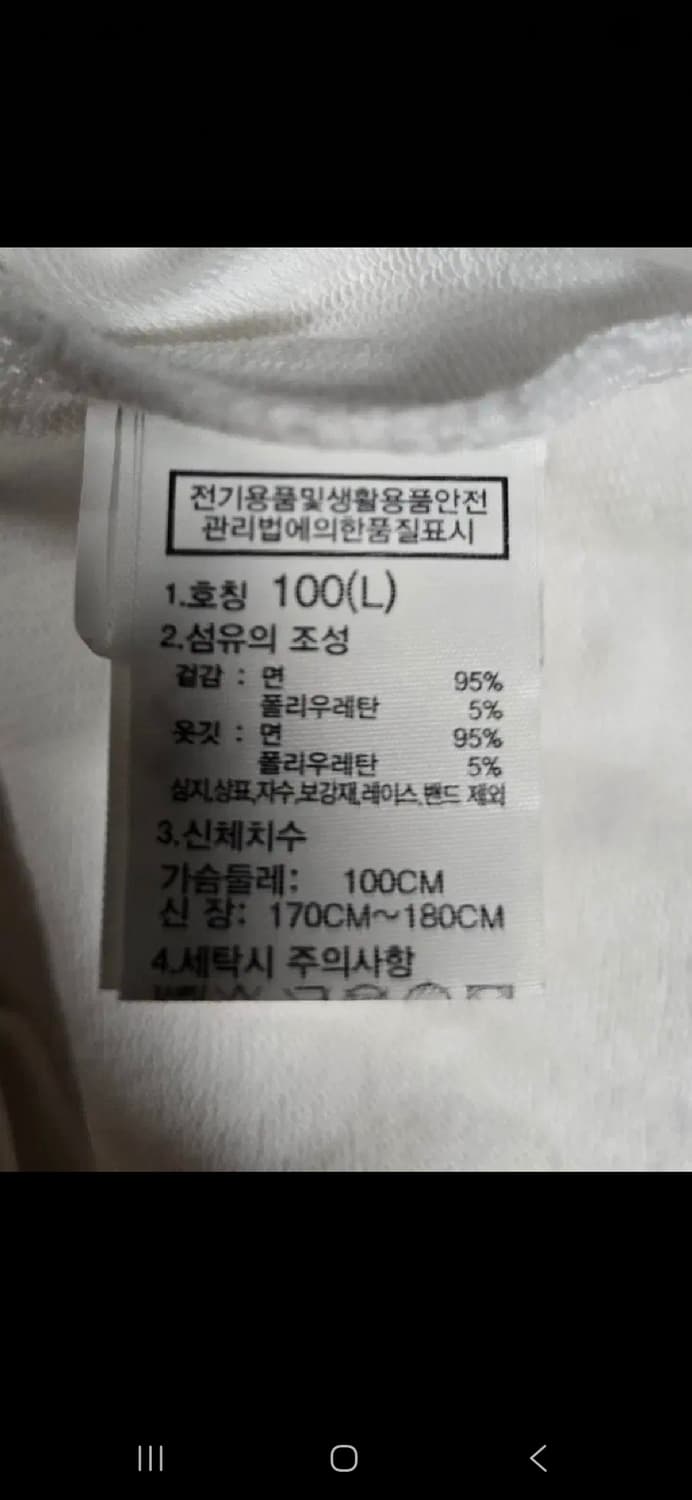 전기용품및생활용품안전
관리법에의한품질표시
1.호칭 100(L)
2.섬유의 조성
겉감 : 면 95%
폴리우레탄 5%
옷깃 : 면 95%
폴리우레탄 5%
심지,상표,자수,보강재,레이스,밴드 제외
3.신체치수
가슴둘레: 100CM
신 장: 170CM~180CM
4.세탁시 주의사항